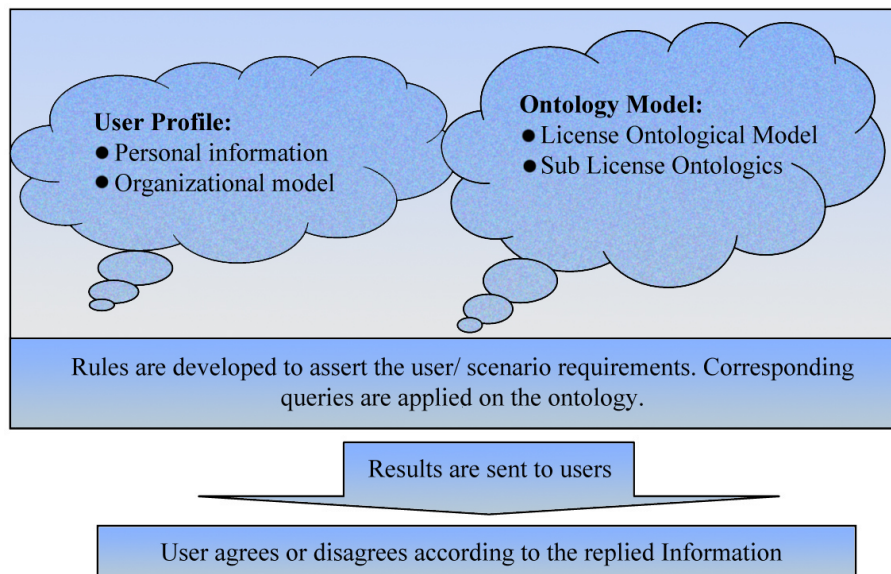 User Profile:
● Personal information
● Organizational model
Ontology Model:
● License Ontological Model
● Sub License Ontologics
Rules are developed to assert the user/ scenario requirements. Corresponding
queries are applied on the ontology.
Results are sent to users
User agrees or disagrees according to the replied Information